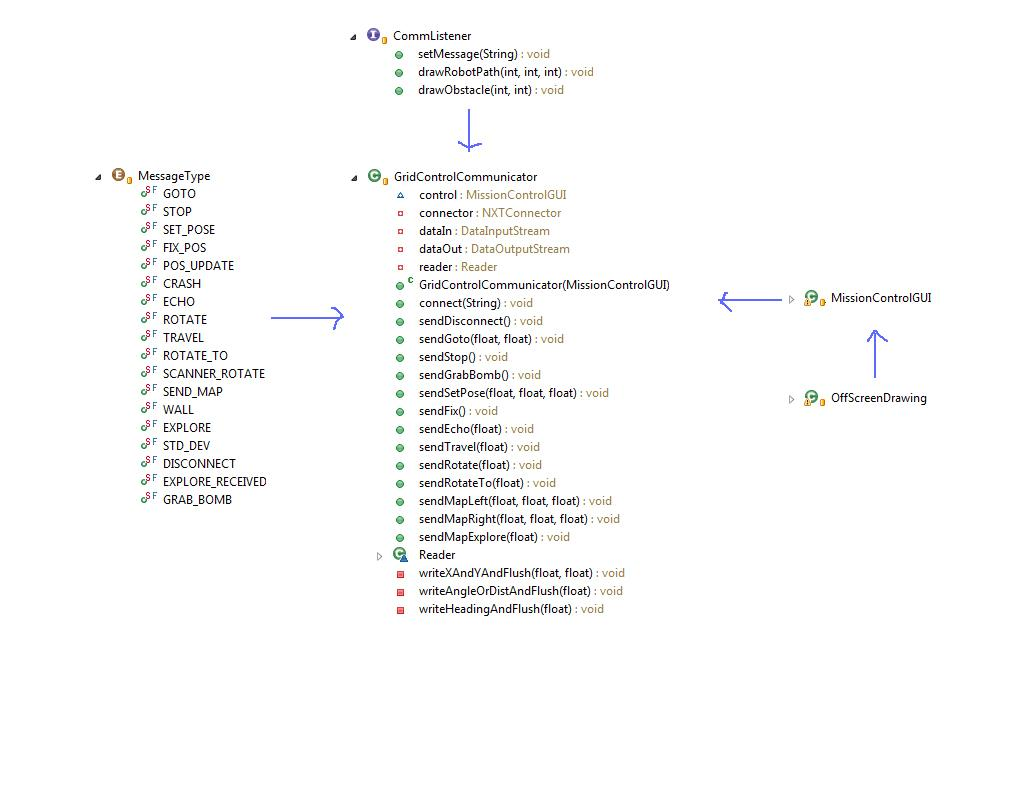 CommListener
setMessage(String) : void
drawRobotPath(int, int, int) : void
drawObstacle(int, int) : void
MessageType
GOTO
STOP
SET_POSE
FIX_POS
POS_UPDATE
CRASH
ECHO
ROTATE
TRAVEL
ROTATE_TO
SCANNER_ROTATE
SEND_MAP
WALL
EXPLORE
STD_DEV
DISCONNECT
EXPLORE_RECEIVED
GRAB_BOMB
GridControlCommunicator
control : MissionControlGUI
connector : NXTConnector
dataIn : DataInputStream
dataOut : DataOutputStream
reader : Reader
GridControlCommunicator(MissionControlGUI)
connect(String) : void
sendDisconnect() : void
sendGoto(float, float) : void
sendStop() : void
sendGrabBomb() : void
sendSetPose(float, float, float) : void
sendFix() : void
sendEcho(float) : void
sendTravel(float) : void
sendRotate(float) : void
sendRotateTo(float) : void
sendMapLeft(float, float, float) : void
sendMapRight(float, float, float) : void
sendMapExplore(float) : void
Reader
writeXAndYAndFlush(float, float) : void
writeAngleOrDistAndFlush(float) : void
writeHeadingAndFlush(float) : void
MissionControlGUI
OffScreenDrawing